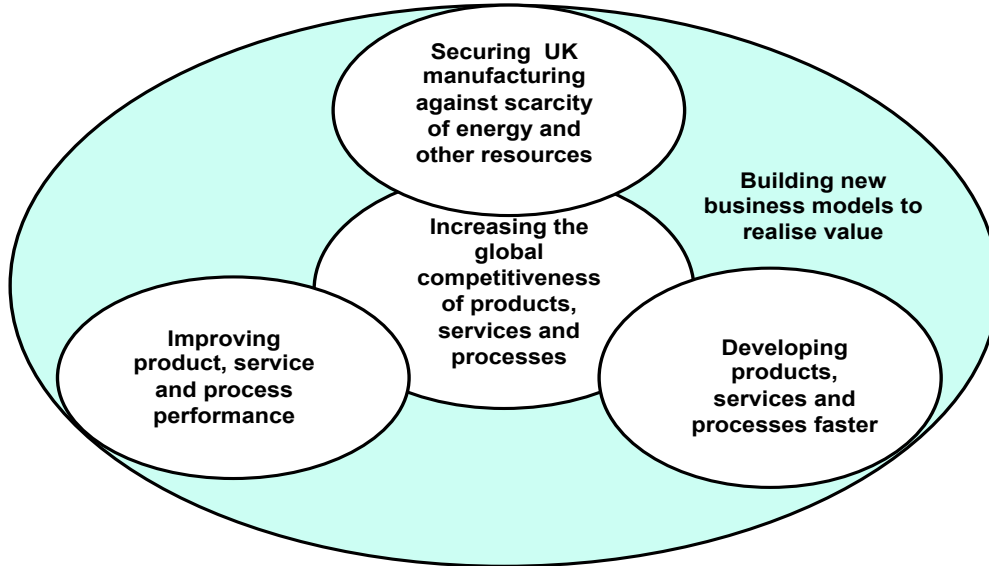 Securing UK
manufacturing
against scarcity
of energy and
other resources
Building new
business models to
realise value
Increasing the
global
competitiveness
of products,
services and
processes
Improving
product, service
and process
performance
Developing
products,
services and
processes faster